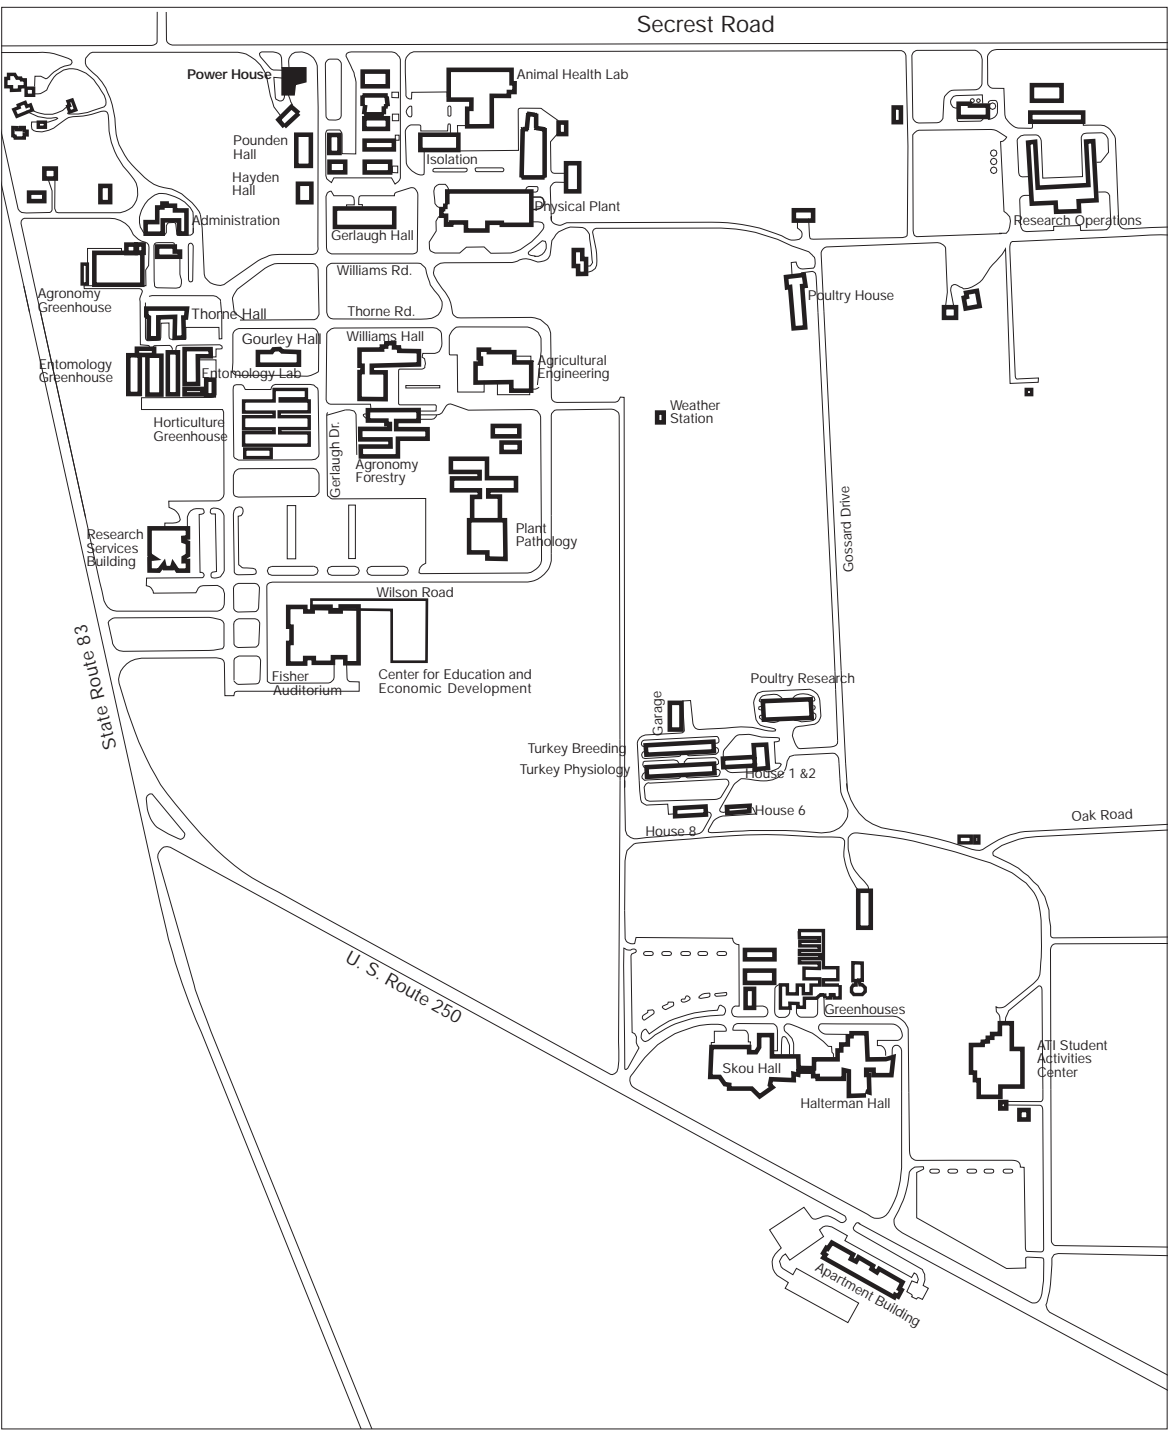 Secrest Road
Power House
Animal Health Lab
Pounden
Hall
Isolation
Hayden
Hall
Administration
Physical Plant
Gerlaugh Hall
Research Operations
Williams Rd.
Agronomy
Greenhouse
Poultry House
Thorne Hall
Thorne Rd.
Gourley Hall
Williams Hall
Entomology
Greenhouse
Entomology Lab
Agricultural
Engineering
Weather
Station
Horticulture
Greenhouse
Gerlaugh Dr.
Agronomy
Forestry
Gossard Drive
Research
Services
Building
Plant
Pathology
Wilson Road
State Route 83
Fisher
Auditorium
Center for Education and
Economic Development
Poultry Research
Garage
Turkey Breeding
Turkey Physiology
House 1 &2
House 6
House 8
Oak Road
U. S. Route 250
Greenhouses
Skou Hall
Halterman Hall
ATI Student
Activities
Center
Apartment Building